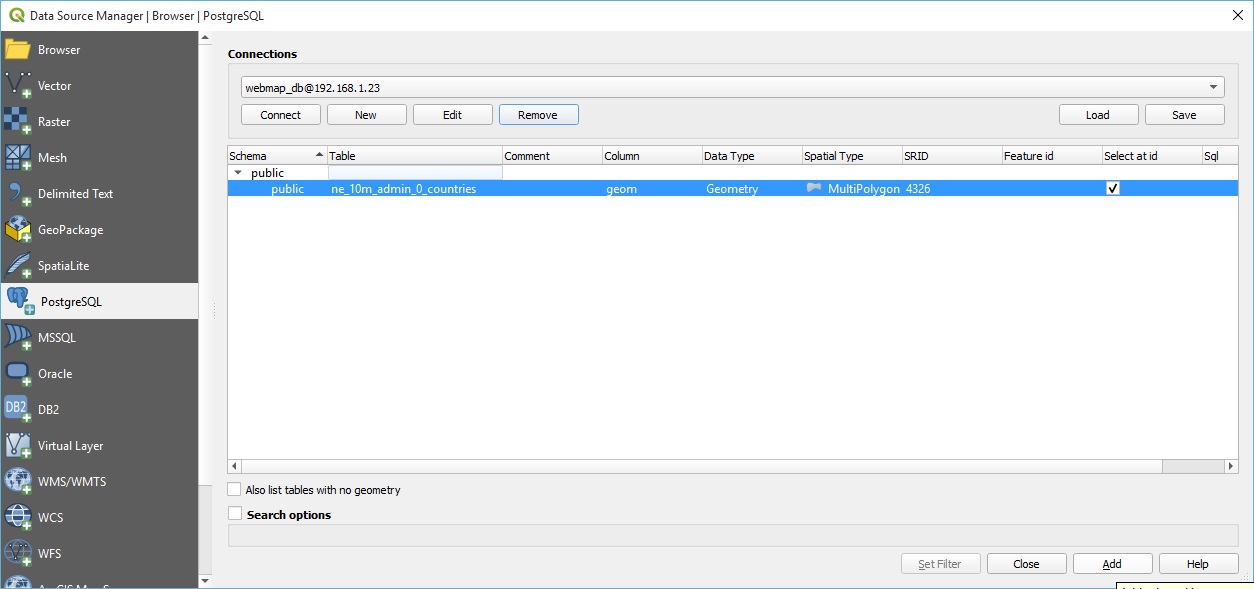 Data Source Manager | Browser | PostgreSQL
Browser
Vector
Raster
Mesh
Delimited Text
GeoPackage
SpatiaLite
PostgreSQL
MSSQL
Oracle
DB2
DB2
Virtual Layer
WMS/WMTS
WCS
WFS
Connections
webmap_db@192.168.1.23
Connect New Edit Remove Load Save
Schema Table Comment Column Data Type Spatial Type SRID Feature id Select at id Sql
public
public ne_10m_admin_0_countries geom Geometry MultiPolygon 4326
Also list tables with no geometry
Search options
Set Filter Close Add Help